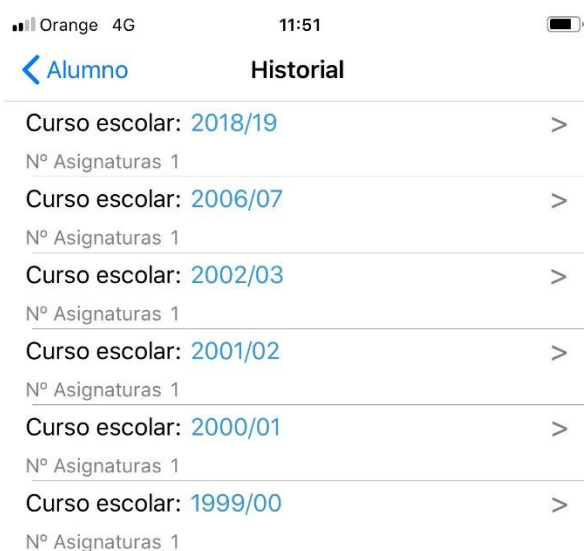 Orange 4G 11:51
Alumno Historial
Curso escolar: 2018/19 >
Nº Asignaturas 1
Curso escolar: 2006/07 >
Nº Asignaturas 1
Curso escolar: 2002/03 >
Nº Asignaturas 1
Curso escolar: 2001/02 >
Nº Asignaturas 1
Curso escolar: 2000/01 >
Nº Asignaturas 1
Curso escolar: 1999/00 >
Nº Asignaturas 1